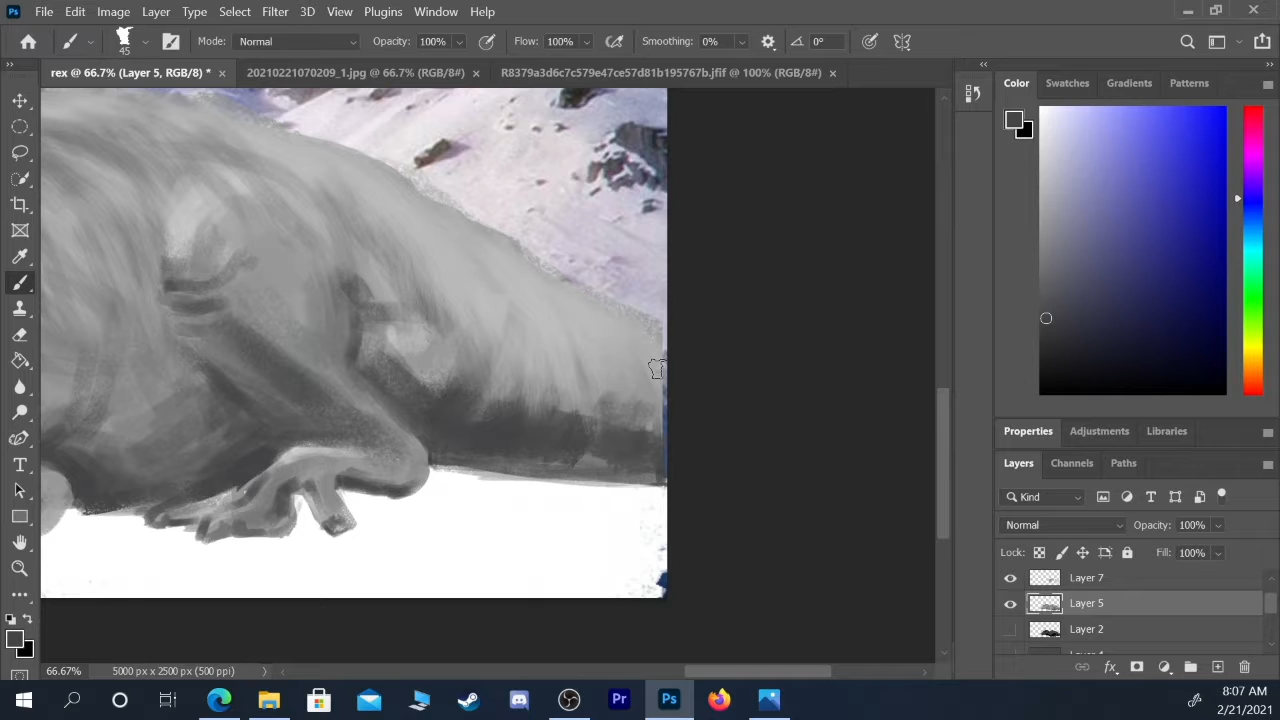 Ps File Edit Image Layer Type Select Filter 3D View Plugins Window Help
45 Mode: Normal Opacity: 100% Flow: 100% Smoothing: 0% 0°
rex @ 66.7% (Layer 5, RGB/8) * × 20210221070209_1.jpg @ 66.7% (RGB/8#) × R8379a3d6c7c579e47ce57d81b195767b.jfif @ 100% (RGB/8#) ×
Color Swatches Gradients Patterns
Properties Adjustments Libraries
Layers Channels Paths
Kind
Normal Opacity: 100%
Lock: Fill: 100%
Layer 7
Layer 5
Layer 2
66.67% 5000 px x 2500 px (500 ppi)
Pr Ps
8:07 AM
2/21/2021